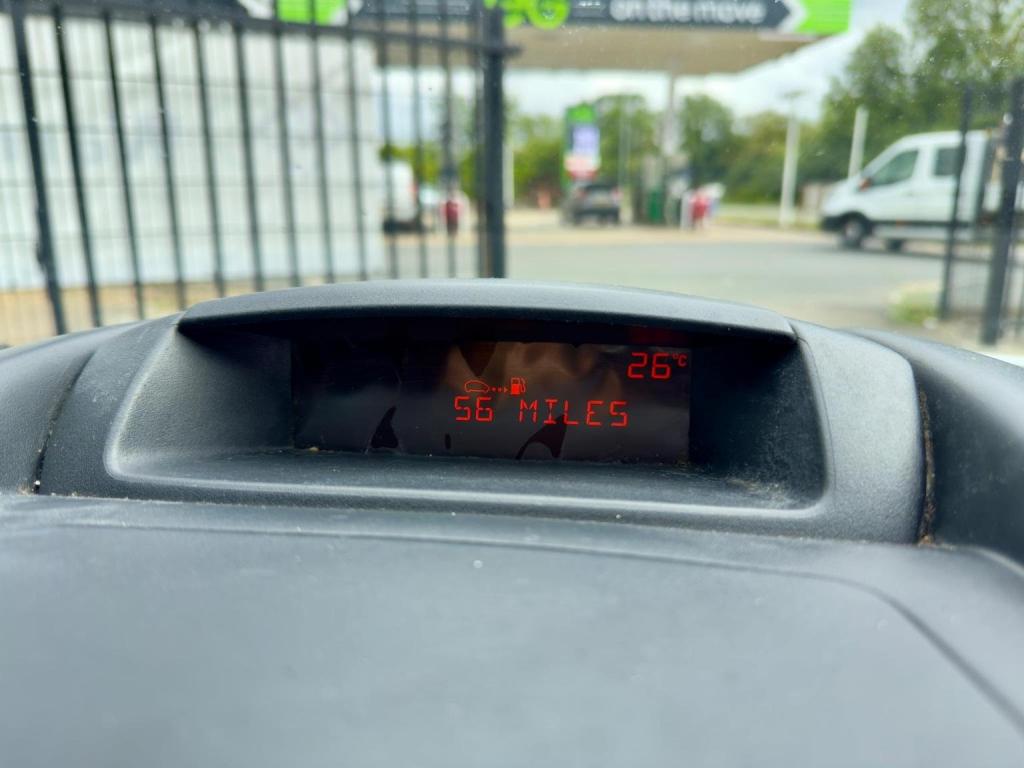 on the move
26°C
56 MILES